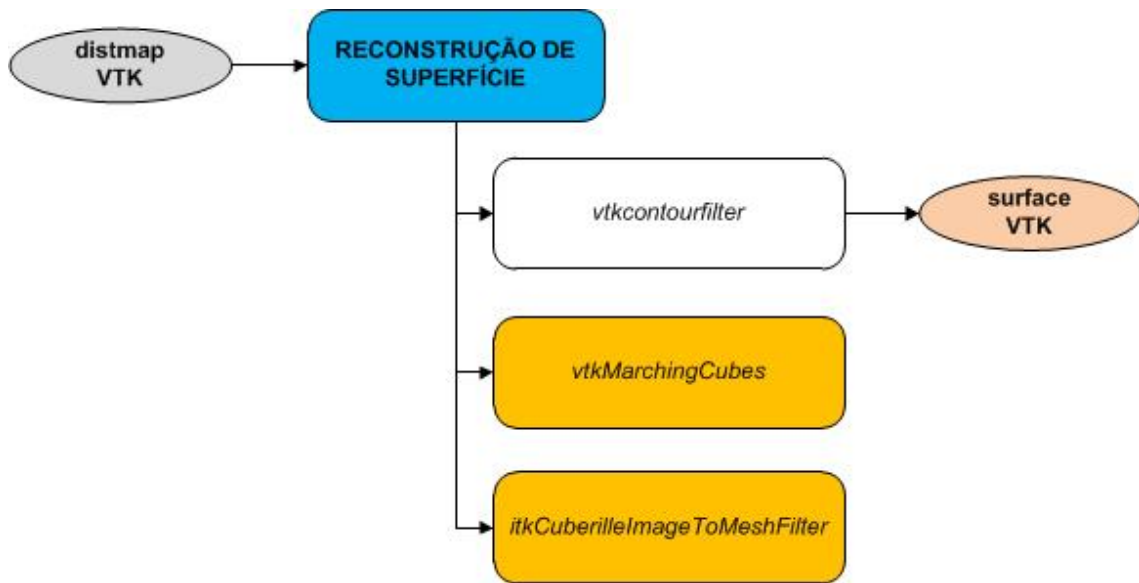 distmap
VTK
RECONSTRUÇÃO DE
SUPERFÍCIE
vtkcontourfilter
surface
VTK
vtkMarchingCubes
itkCuberilleImageToMeshFilter